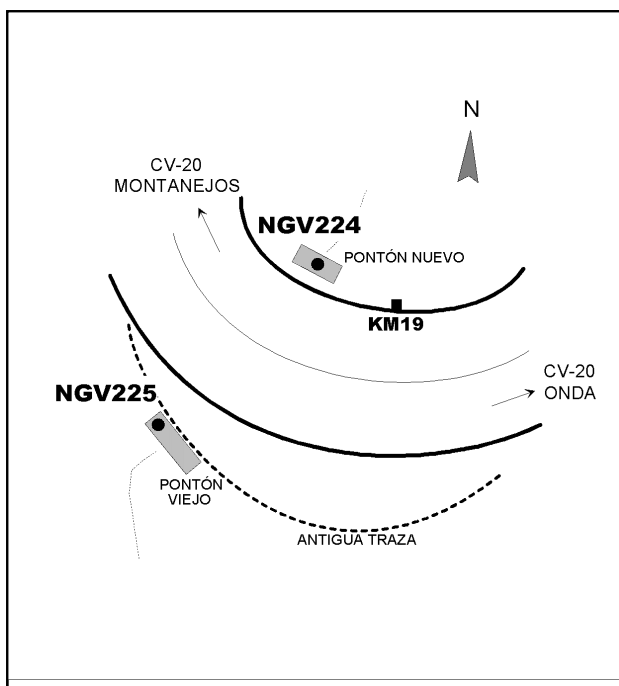 N
CV-20
MONTANEJOS
NGV224
PONTÓN NUEVO
KM19
CV-20
ONDA
NGV225
PONTÓN
VIEJO
ANTIGUA TRAZA